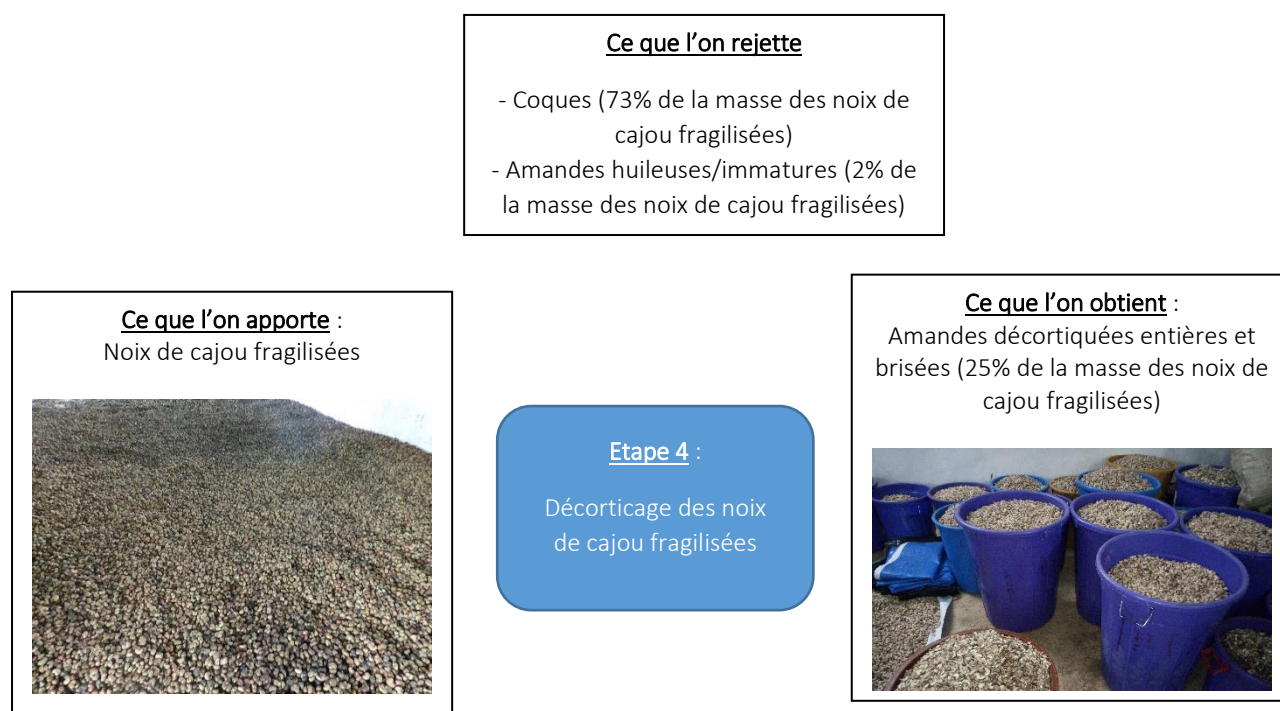 Ce que l’on rejette
- Coques (73% de la masse des noix de
cajou fragilisées)
- Amandes huileuses/immatures (2% de
la masse des noix de cajou fragilisées)
Ce que l’on apporte :
Noix de cajou fragilisées
Etape 4 :
Décorticage des noix
de cajou fragilisées
Ce que l’on obtient :
Amandes décortiquées entières et
brisées (25% de la masse des noix de
cajou fragilisées)